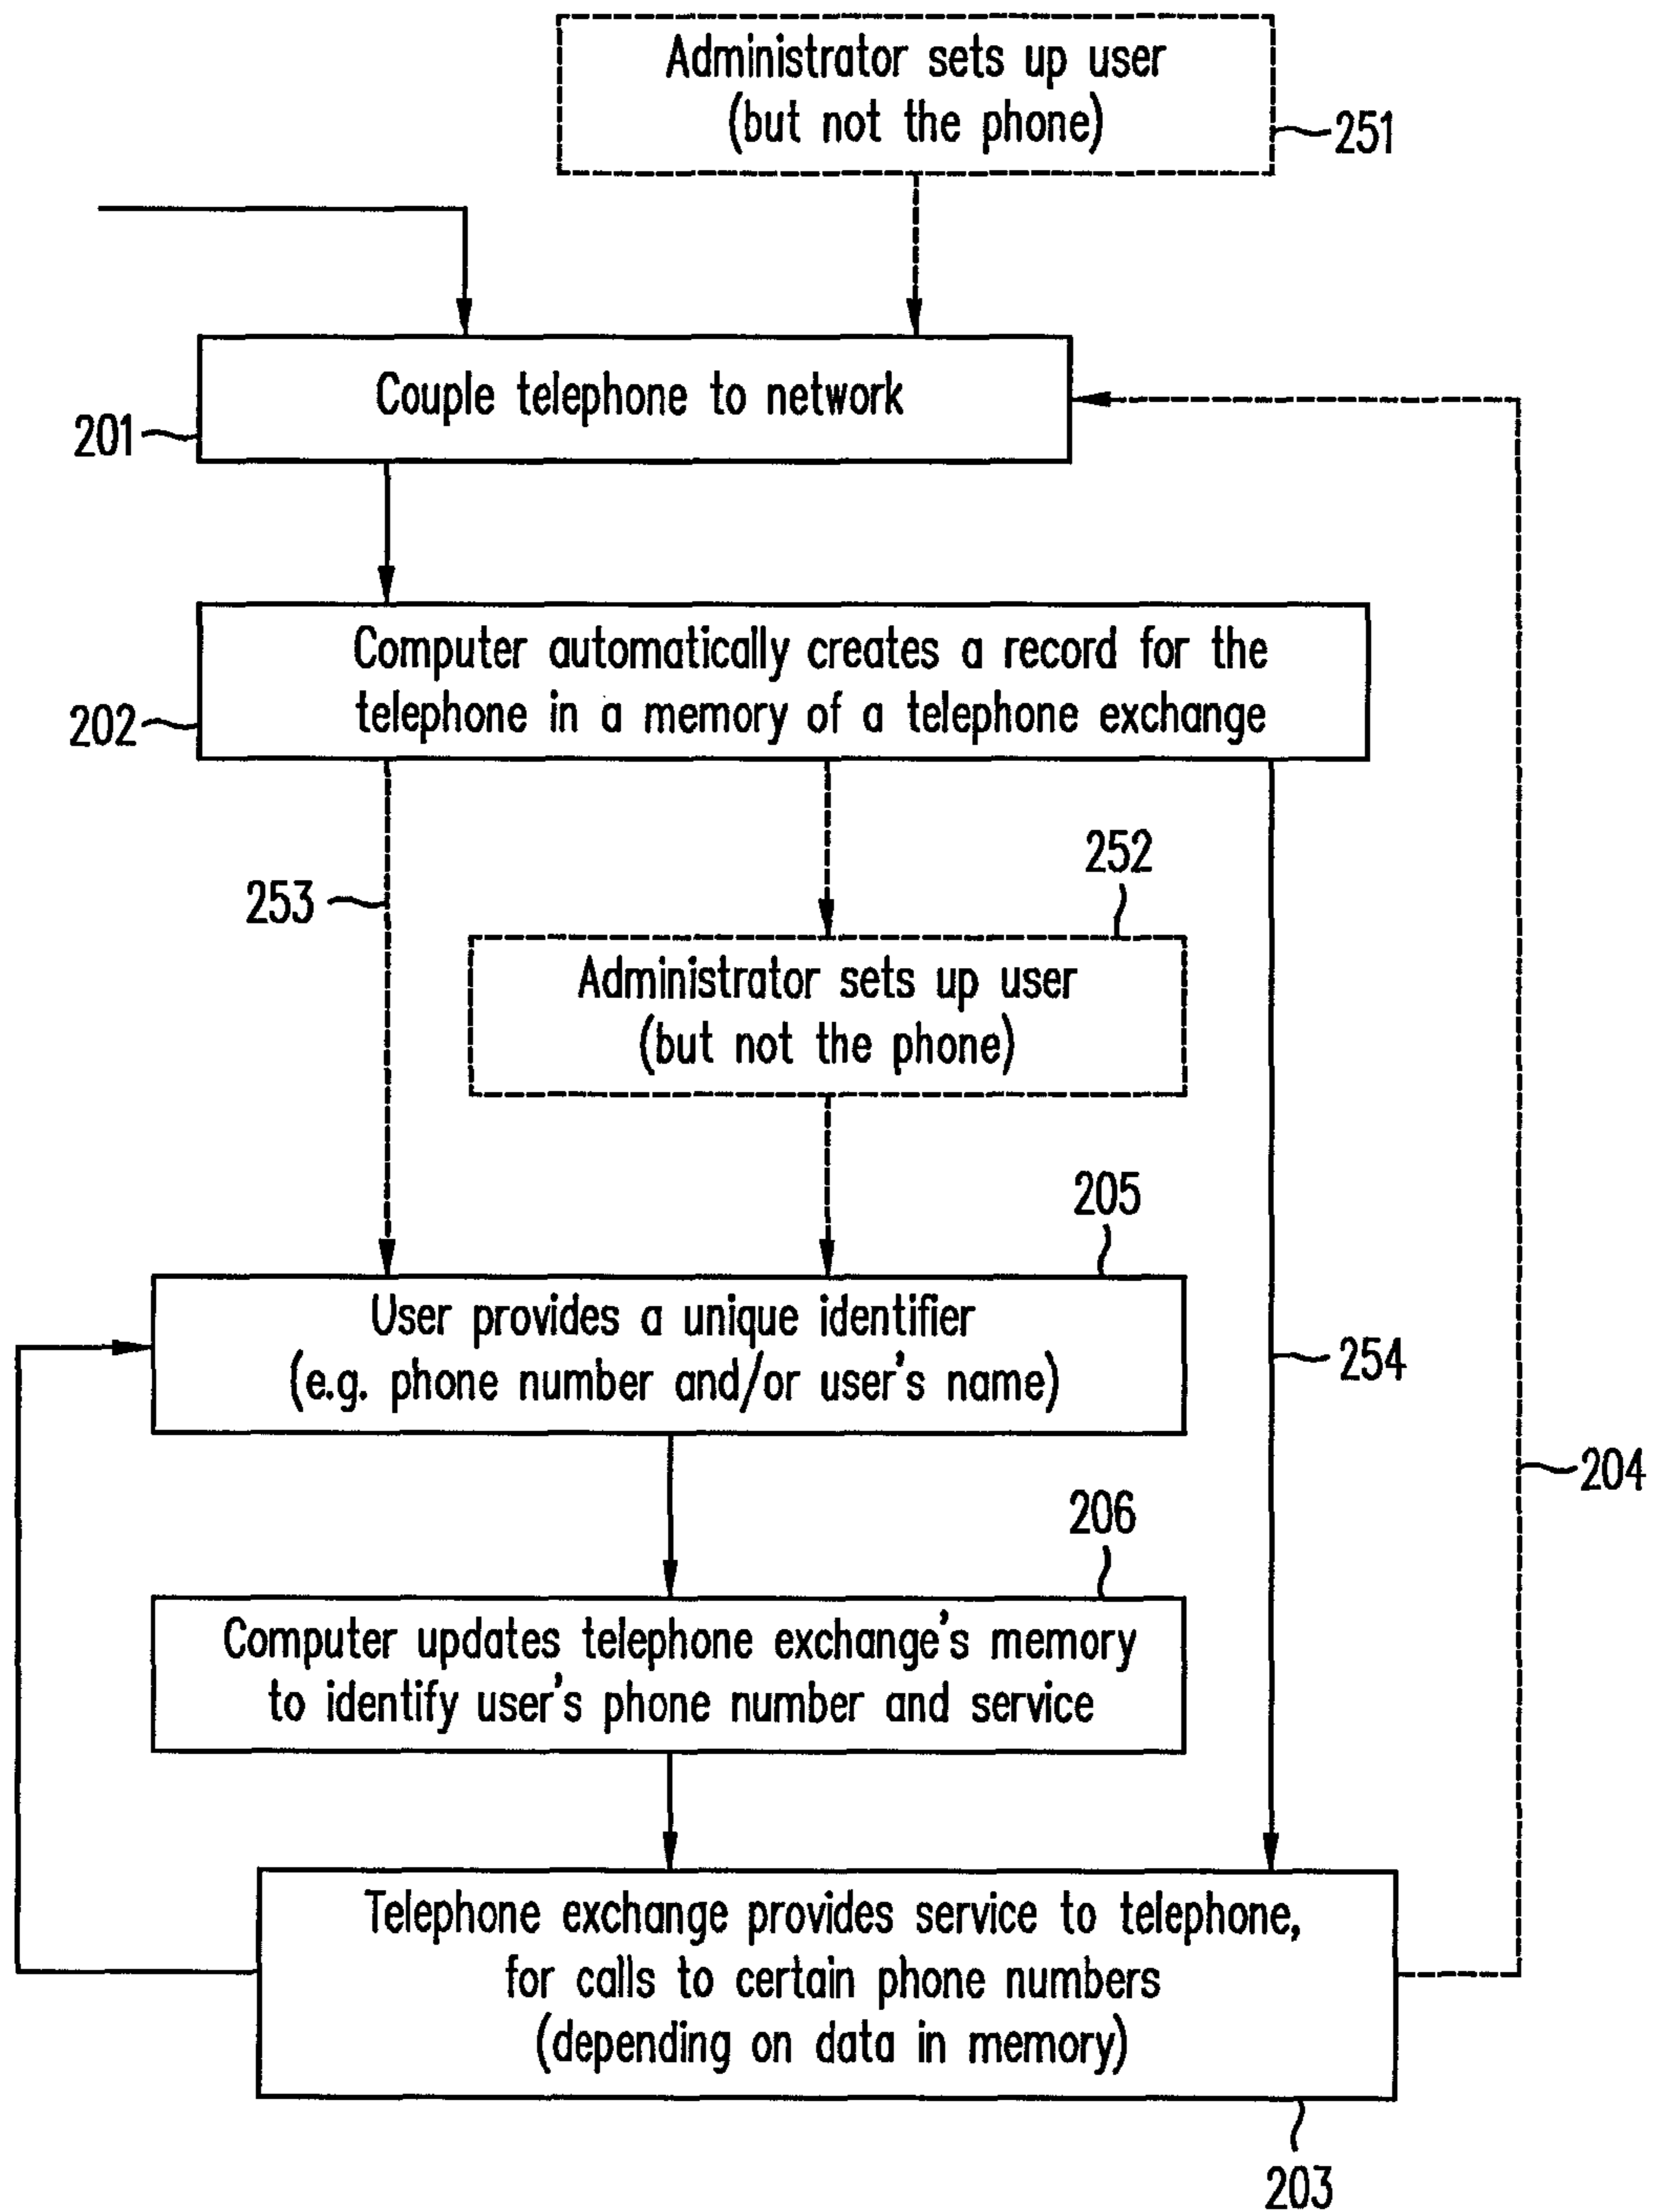 Administrator sets up user
(but not the phone)
251
Couple telephone to network
201
Computer automatically creates a record for the
telephone in a memory of a telephone exchange
202
252
253
Administrator sets up user
(but not the phone)
205
User provides a unique identifier
(e.g. phone number and/or user's name)
254
204
206
Computer updates telephone exchange's memory
to identify user's phone number and service
Telephone exchange provides service to telephone,
for calls to certain phone numbers
(depending on data in memory)
203